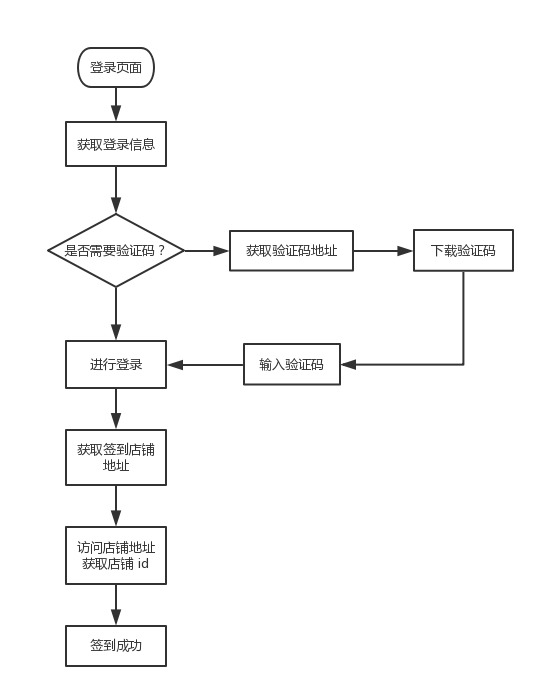 登录页面
获取登录信息
是否需要验证码？
获取验证码地址
下载验证码
进行登录
输入验证码
获取签到店铺
地址
访问店铺地址
获取店铺 id
签到成功